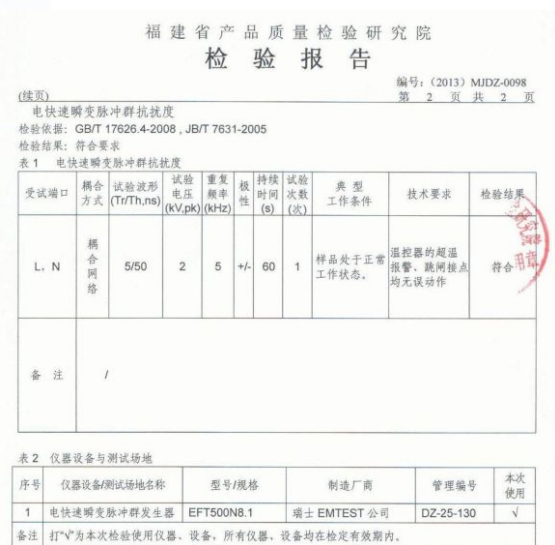 福建省产品质量检验研究院
检验报告
编号:（2013）MJDZ-0098
(续页) 第 2 页 共 2 页
电快速瞬变脉冲群抗扰度
检验依据: GB/T 17626.4-2008 , JB/T 7631-2005
检验结果: 符合要求
表 1 电快速瞬变脉冲群抗扰度
受试端口 耦合方式 试验波形(Tr/Th,ns) 试验电压(kV,pk) 重复频率(kHz) 极性 持续时间(s) 试验次数(次) 典 型工作条件 技术要求 检验结果
L, N 耦合网络 5/50 2 5 +/- 60 1 样品处于正常工作状态。 温控器的超温报警、跳闸接点均无误动作 符合
备 注 /
表 2 仪器设备与测试场地
序号 仪器设备/测试场地名称 型号/规格 制造厂商 管理编号 本次使用
1 电快速瞬变脉冲群发生器 EFT500N8.1 瑞士 EMTEST 公司 DZ-25-130 √
备注 打"√"为本次检验使用仪器、设备，所有仪器、设备均在检定有效期内。